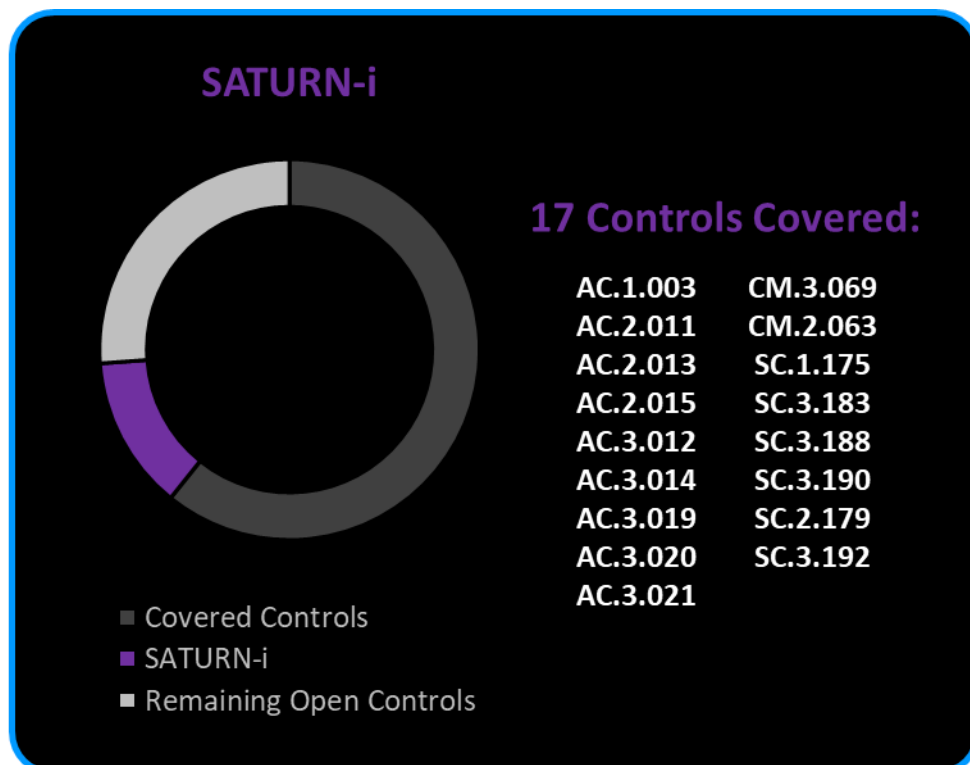 SATURN-i
17 Controls Covered:
AC.1.003 CM.3.069
AC.2.011 CM.2.063
AC.2.013 SC.1.175
AC.2.015 SC.3.183
AC.3.012 SC.3.188
AC.3.014 SC.3.190
AC.3.019 SC.2.179
AC.3.020 SC.3.192
AC.3.021
Covered Controls
SATURN-i
Remaining Open Controls